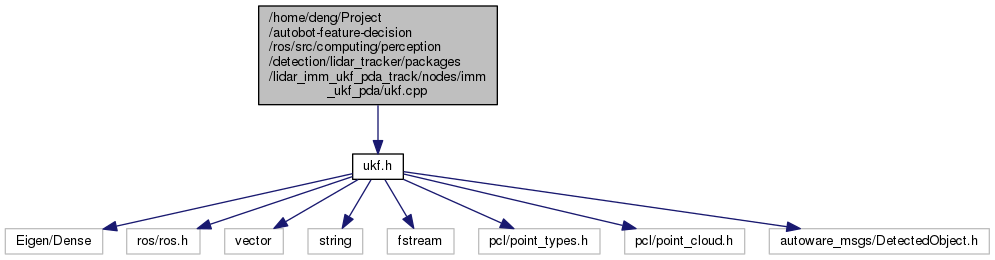 /home/deng/Project
/autobot-feature-decision
/ros/src/computing/perception
/detection/lidar_tracker/packages
/lidar_imm_ukf_pda_track/nodes/imm
_ukf_pda/ukf.cpp
ukf.h
Eigen/Dense
ros/ros.h
vector
string
fstream
pcl/point_types.h
pcl/point_cloud.h
autoware_msgs/DetectedObject.h